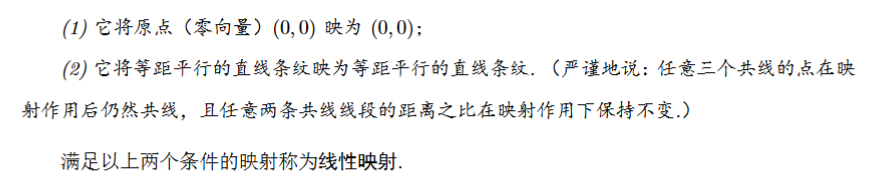 (1) 它将原点（零向量）(0,0) 映为 (0,0)；
(2) 它将等距平行的直线条纹映为等距平行的直线条纹.（严谨地说：任意三个共线的点在映
射作用后仍然共线，且任意两条共线线段的距离之比在映射作用下保持不变.）
满足以上两个条件的映射称为线性映射.